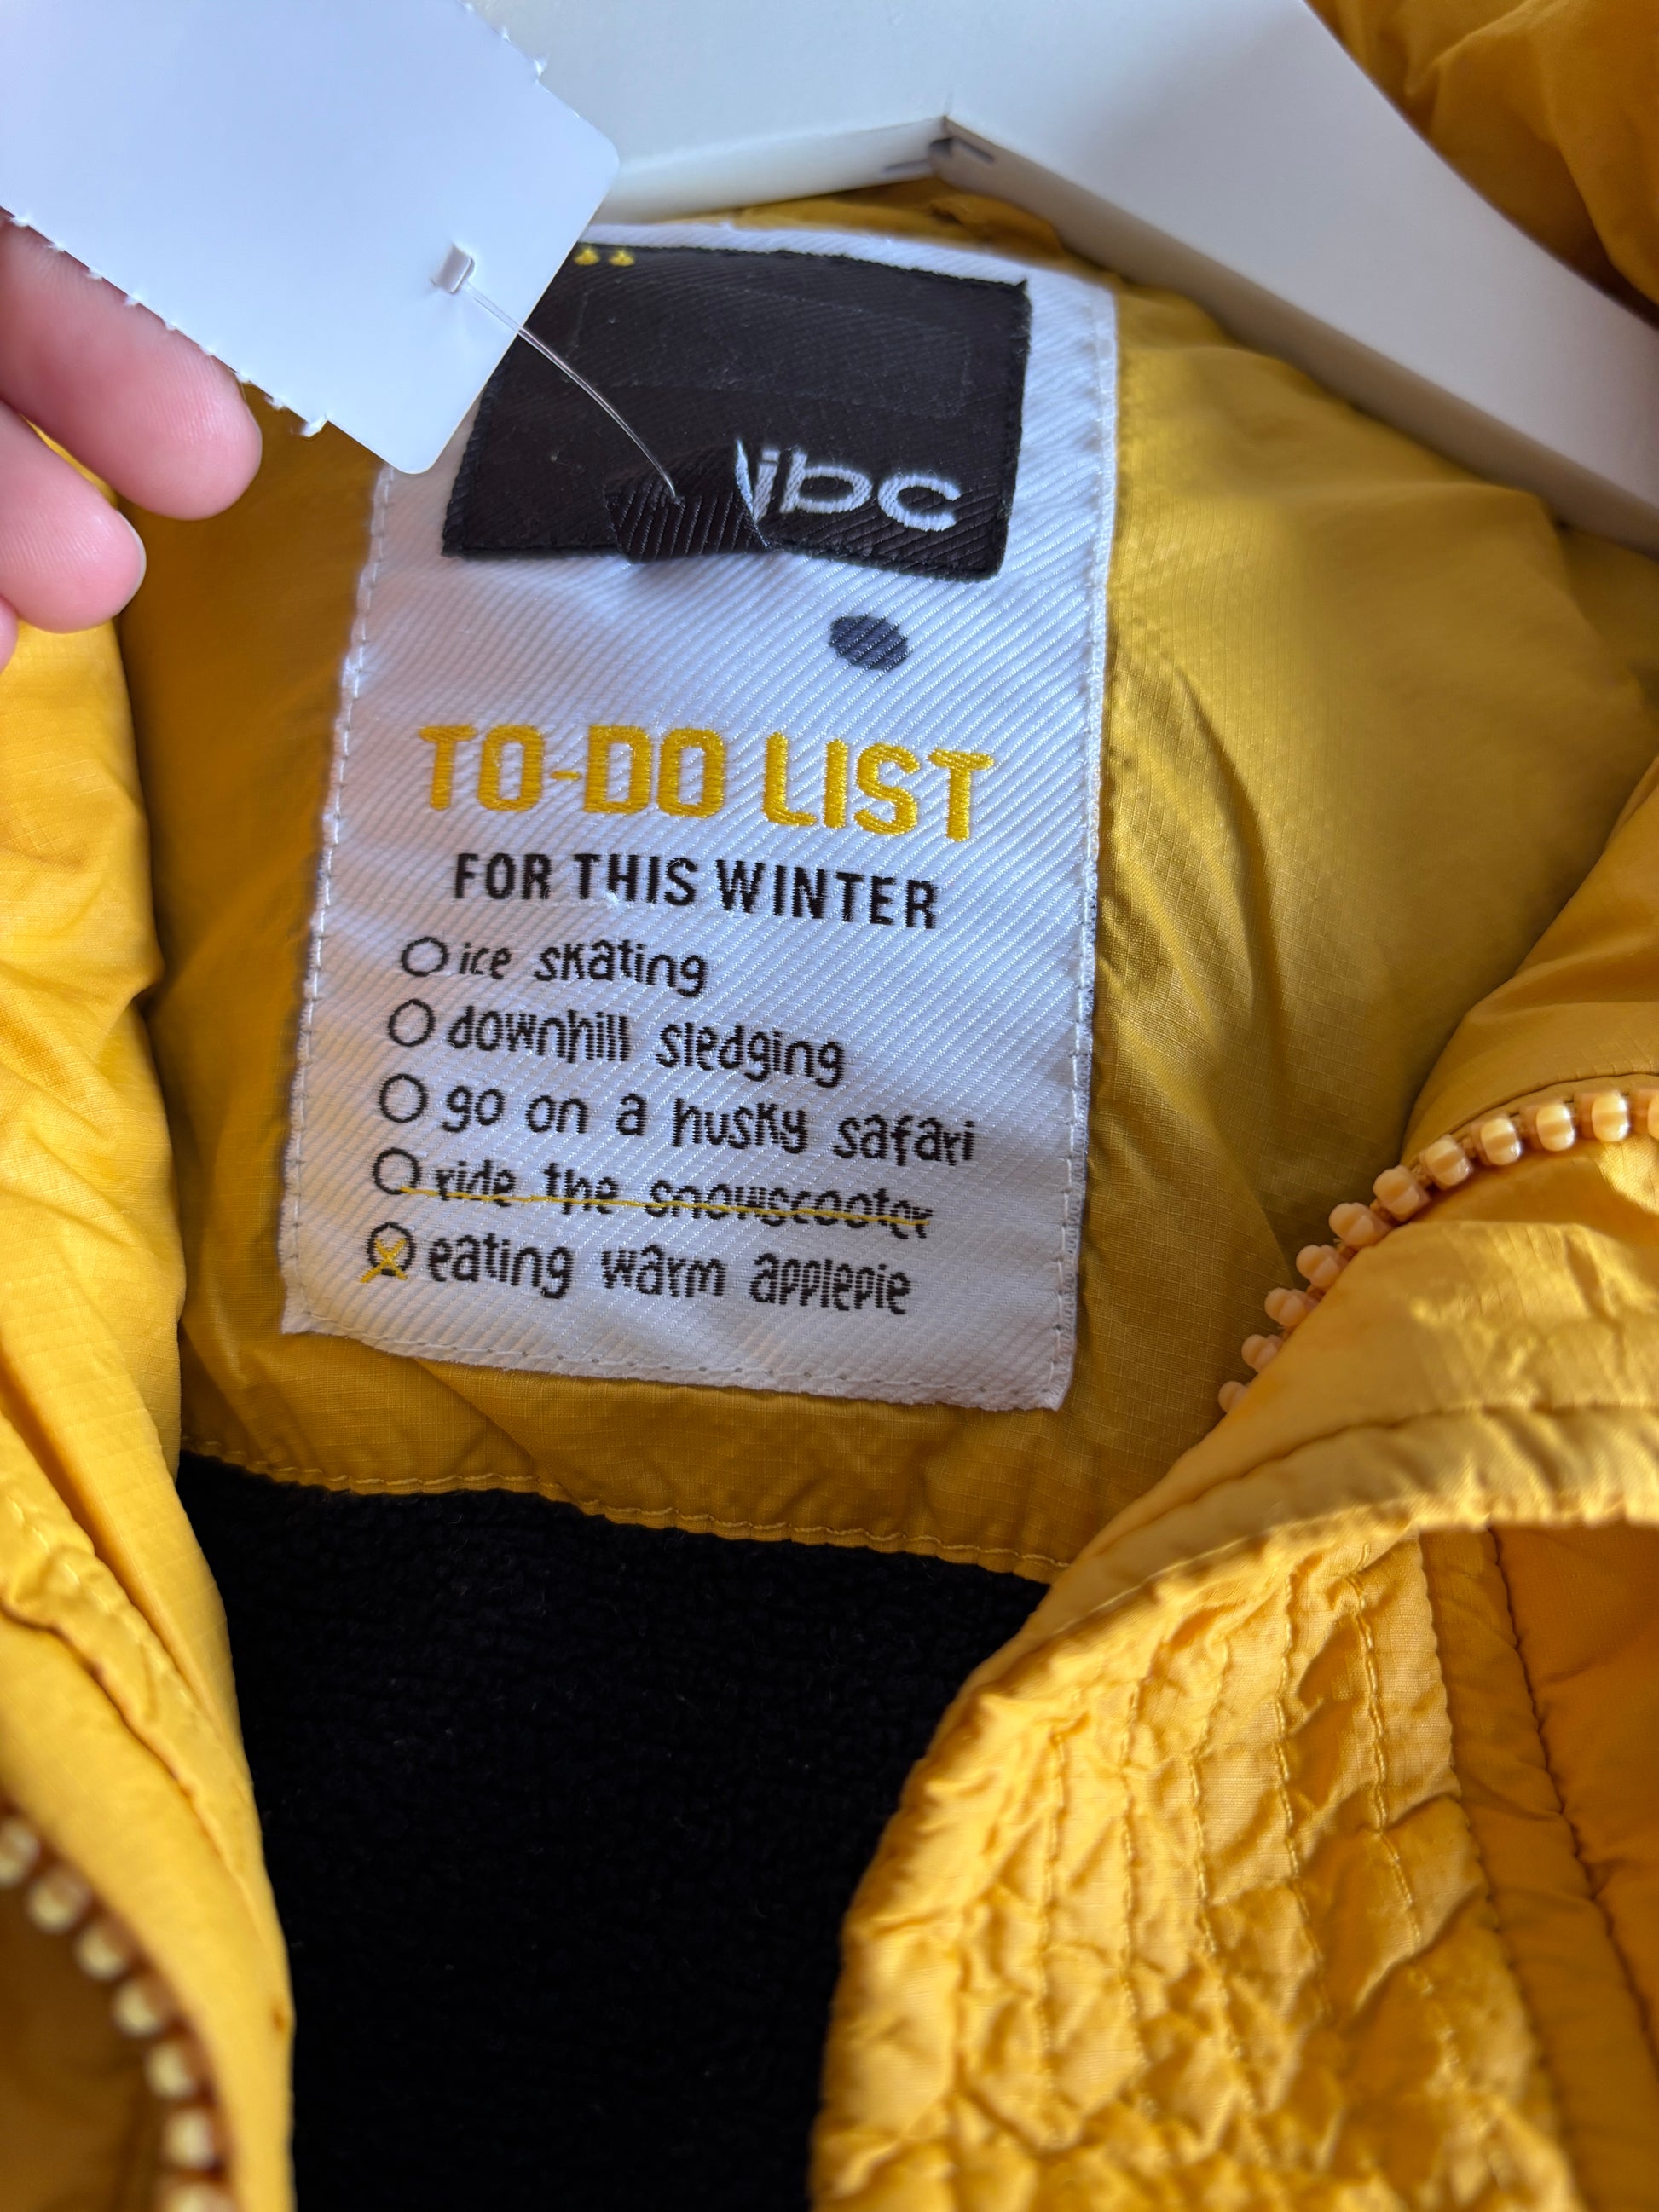 jbc
TO-DO LIST
FOR THIS WINTER
ice skating
downhill sledging
go on a husky safari
ride the snowscooter
eating warm applepie